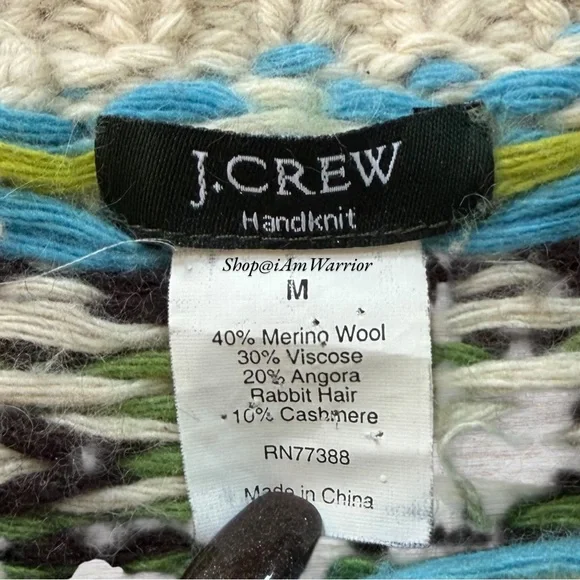 J.CREW
Handknit
Shop@iAmWarrior
M
40% Merino Wool
30% Viscose
20% Angora
Rabbit Hair
10% Cashmere
RN77388
Made in China